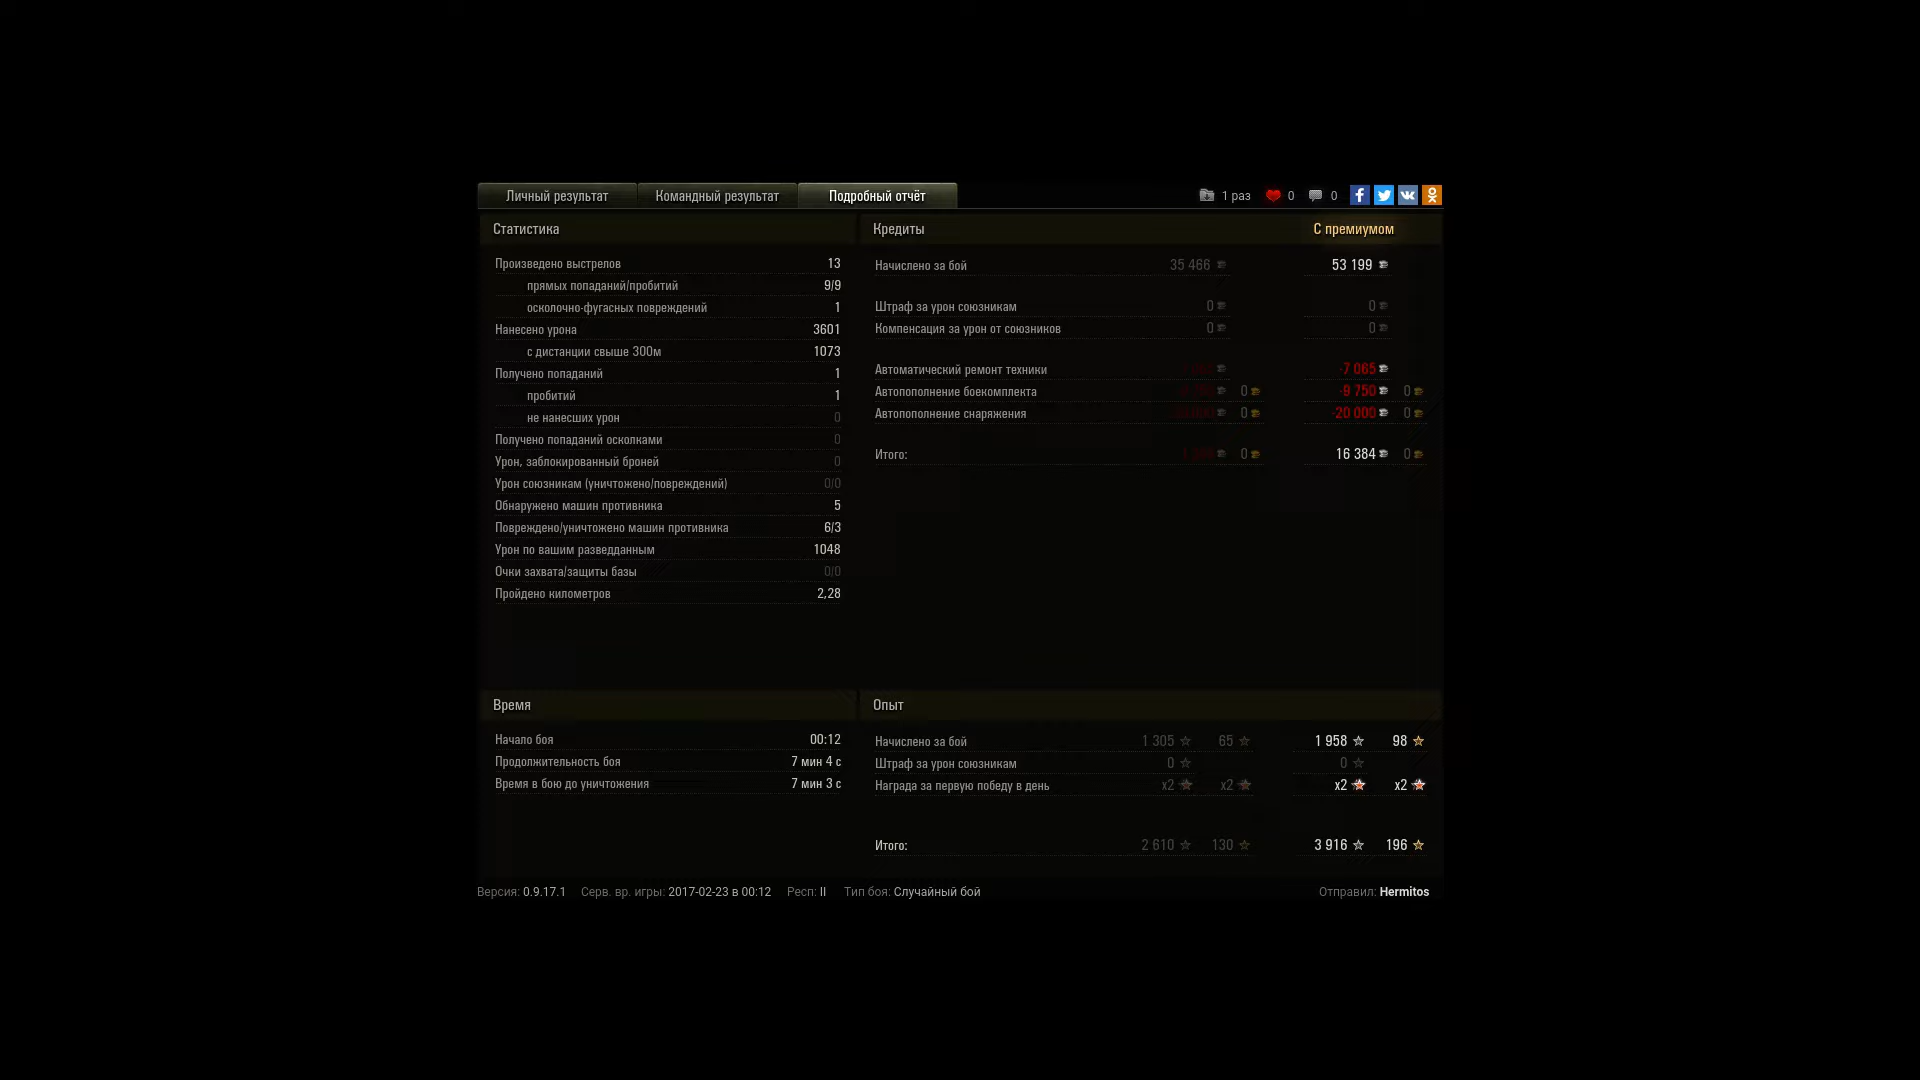 Личный результат Командный результат Подробный отчёт 1 раз 0 0
Статистика
Произведено выстрелов 13
прямых попаданий/пробитий 9/9
осколочно-фугасных повреждений 1
Нанесено урона 3601
с дистанции свыше 300м 1073
Получено попаданий 1
пробитий 1
не нанесших урон 0
Получено попаданий осколками 0
Урон, заблокированный броней 0
Урон союзникам (уничтожено/повреждений) 0/0
Обнаружено машин противника 5
Повреждено/уничтожено машин противника 6/3
Урон по вашим разведданным 1048
Очки захвата/защиты базы 0/0
Пройдено километров 2,28
Кредиты С премиумом
Начислено за бой 35 466 53 199
Штраф за урон союзникам 0 0
Компенсация за урон от союзников 0 0
Автоматический ремонт техники -7 065
Автопополнение боекомплекта 0 -9 750 0
Автопополнение снаряжения 0 -20 000 0
Итого: 0 16 384 0
Время
Начало боя 00:12
Продолжительность боя 7 мин 4 с
Время в бою до уничтожения 7 мин 3 с
Опыт
Начислено за бой 1 305 65 1 958 98
Штраф за урон союзникам 0 0
Награда за первую победу в день x2 x2 x2 x2
Итого: 2 610 130 3 916 196
Версия: 0.9.17.1 Серв. вр. игры: 2017-02-23 в 00:12 Респ: II Тип боя: Случайный бой Отправил: Hermitos